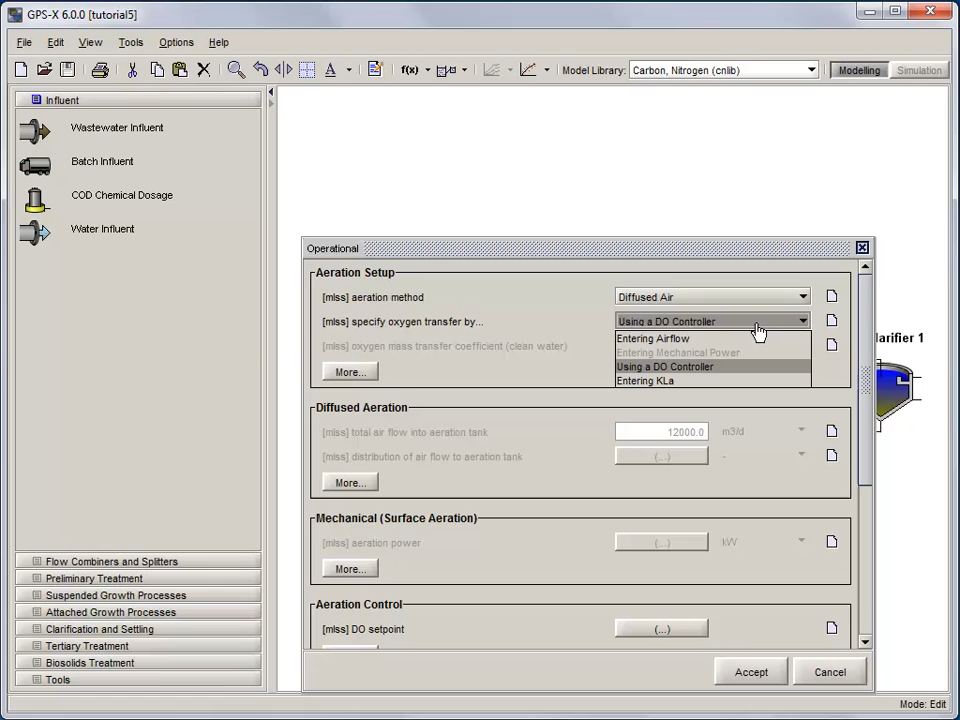 GPS-X 6.0.0 [tutorial5]
File Edit View Tools Options Help
A f(x) Model Library: Carbon, Nitrogen (cnlib) Modelling Simulation
Influent
Wastewater Influent
Batch Influent
COD Chemical Dosage
Water Influent
Operational
Aeration Setup
[mlss] aeration method Diffused Air
[mlss] specify oxygen transfer by... Using a DO Controller
Entering Airflow
Entering Mechanical Power
Using a DO Controller
Entering KLa
[mlss] oxygen mass transfer coefficient (clean water)
More...
larifier 1
Diffused Aeration
[mlss] total air flow into aeration tank 12000.0 m3/d
[mlss] distribution of air flow to aeration tank (...) -
More...
Mechanical (Surface Aeration)
[mlss] aeration power (...) kW
More...
Aeration Control
[mlss] DO setpoint (...)
Accept Cancel
Flow Combiners and Splitters
Preliminary Treatment
Suspended Growth Processes
Attached Growth Processes
Clarification and Settling
Tertiary Treatment
Biosolids Treatment
Tools
Mode: Edit